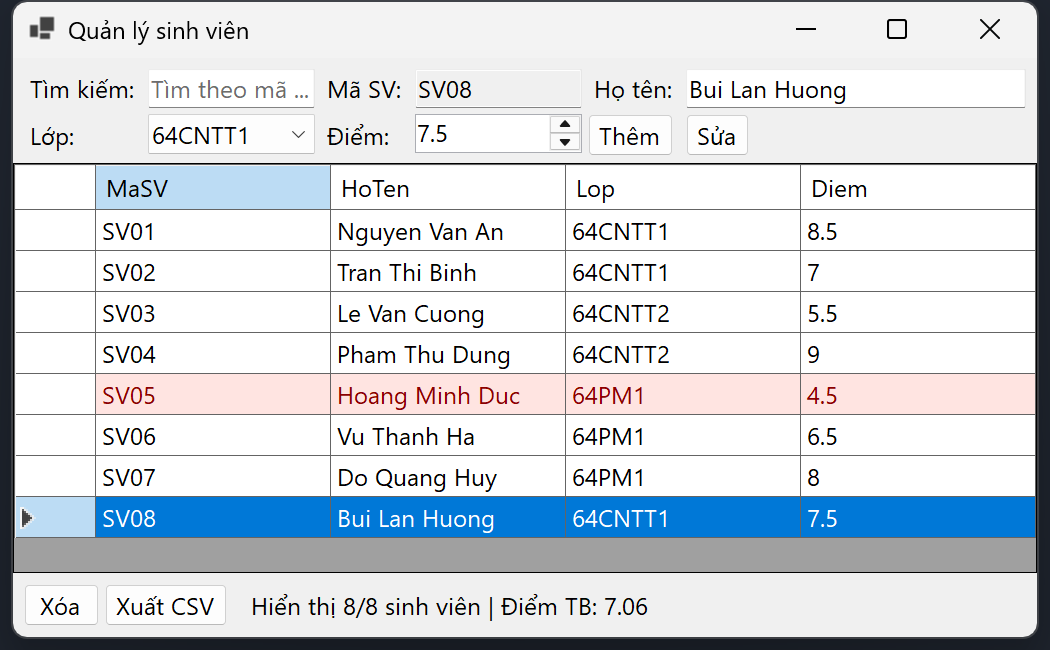 Quản lý sinh viên
Tìm kiếm: Tìm theo mã ... Mã SV: SV08 Họ tên: Bui Lan Huong
Lớp: 64CNTT1 Điểm: 7.5 Thêm Sửa
MaSV HoTen Lop Diem
SV01 Nguyen Van An 64CNTT1 8.5
SV02 Tran Thi Binh 64CNTT1 7
SV03 Le Van Cuong 64CNTT2 5.5
SV04 Pham Thu Dung 64CNTT2 9
SV05 Hoang Minh Duc 64PM1 4.5
SV06 Vu Thanh Ha 64PM1 6.5
SV07 Do Quang Huy 64PM1 8
SV08 Bui Lan Huong 64CNTT1 7.5
Xóa Xuất CSV Hiển thị 8/8 sinh viên | Điểm TB: 7.06